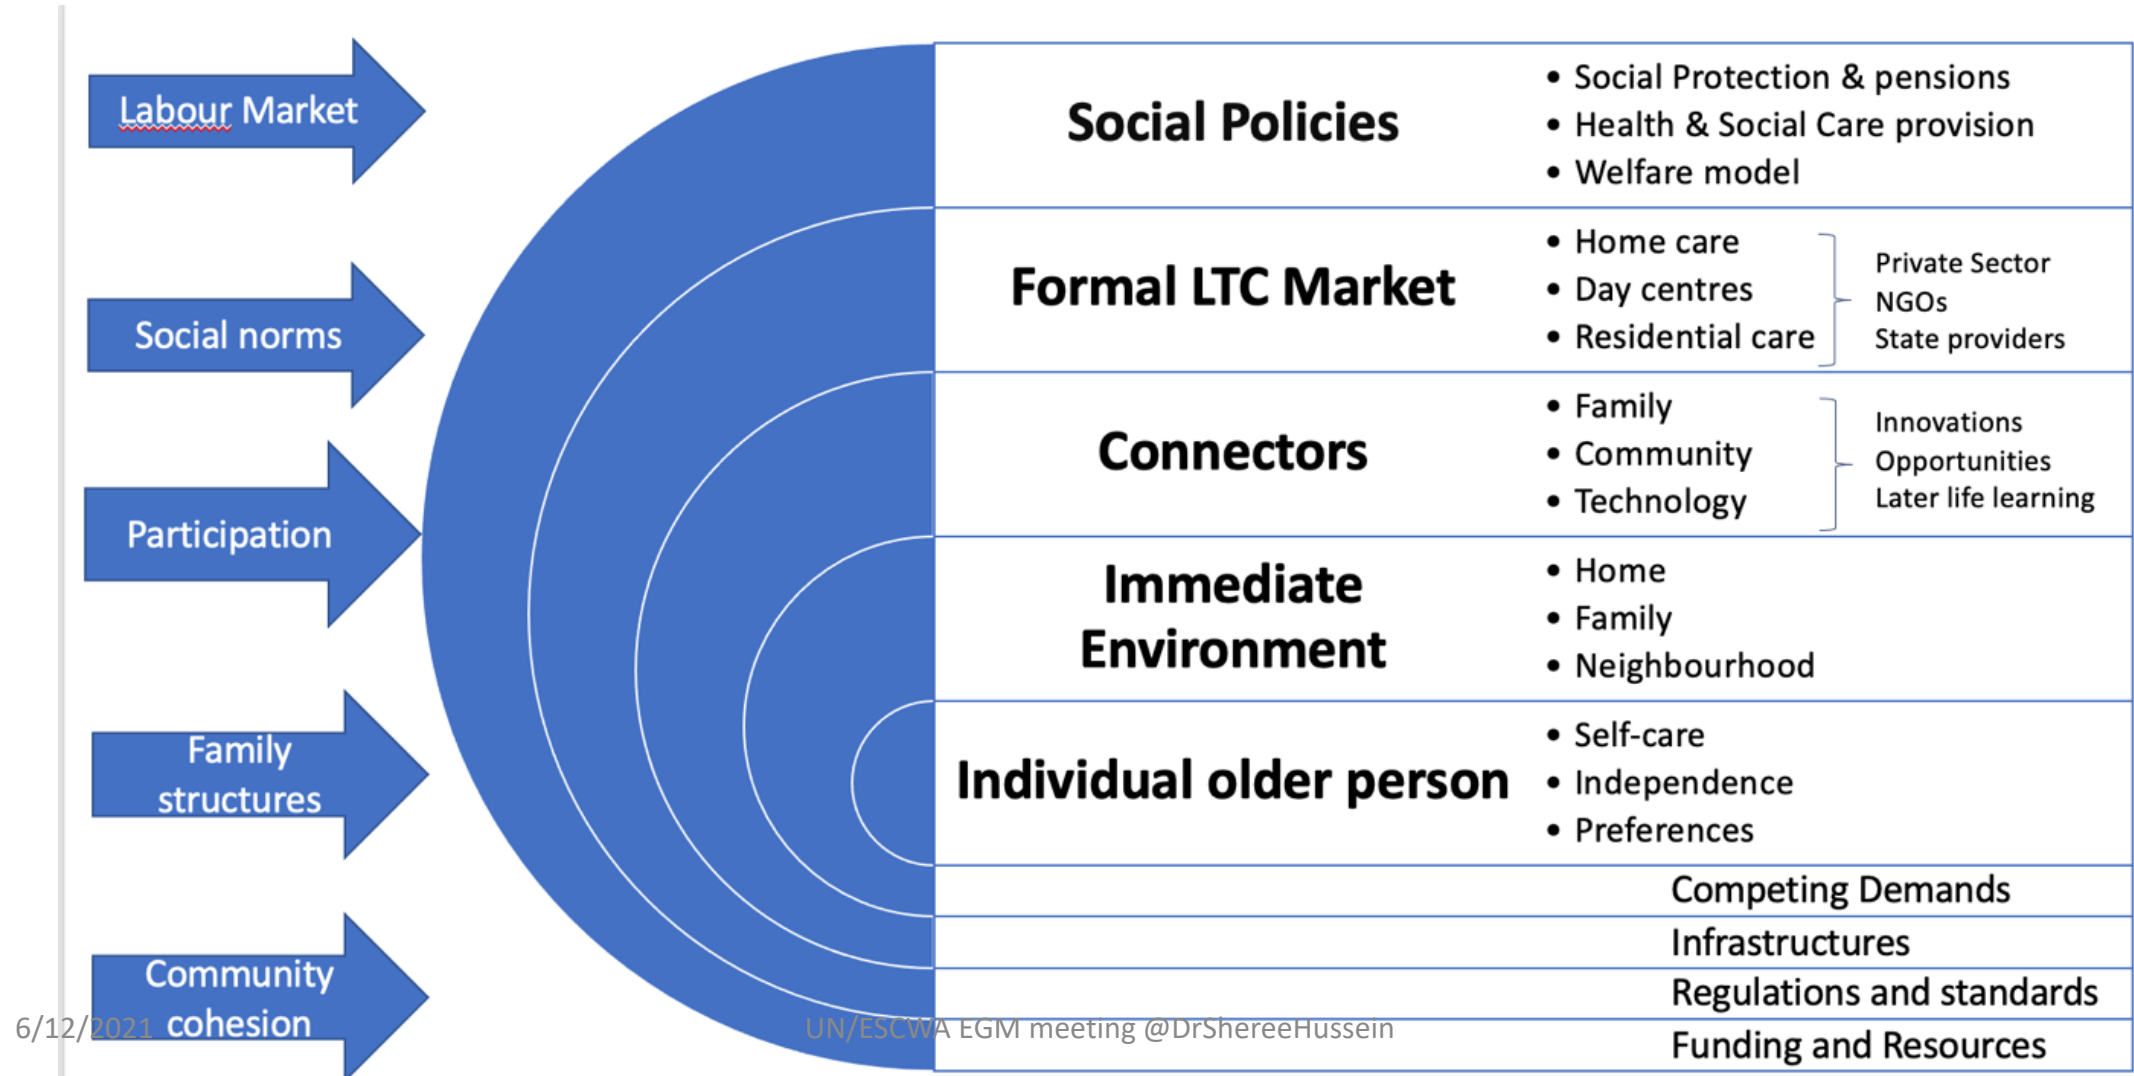 Labour Market
Social norms
Participation
Family
structures
Community
cohesion
Social Policies
• Social Protection & pensions
• Health & Social Care provision
• Welfare model
Formal LTC Market
• Home care
• Day centres
• Residential care
Private Sector
NGOs
State providers
Connectors
• Family
• Community
• Technology
Innovations
Opportunities
Later life learning
Immediate
Environment
• Home
• Family
• Neighbourhood
Individual older person
• Self-care
• Independence
• Preferences
Competing Demands
Infrastructures
Regulations and standards
Funding and Resources
6/12/2021
UN/ESCWA EGM meeting @DrShereeHussein